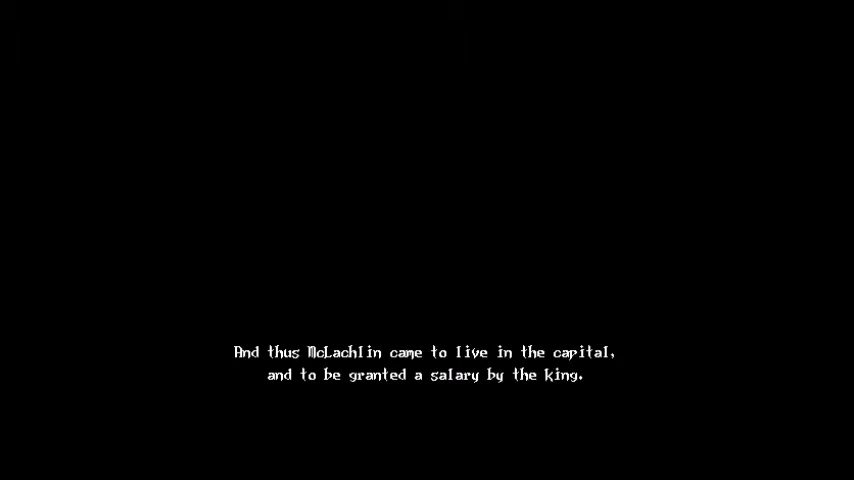 And thus McLachlin came to live in the capital,
and to be granted a salary by the king.